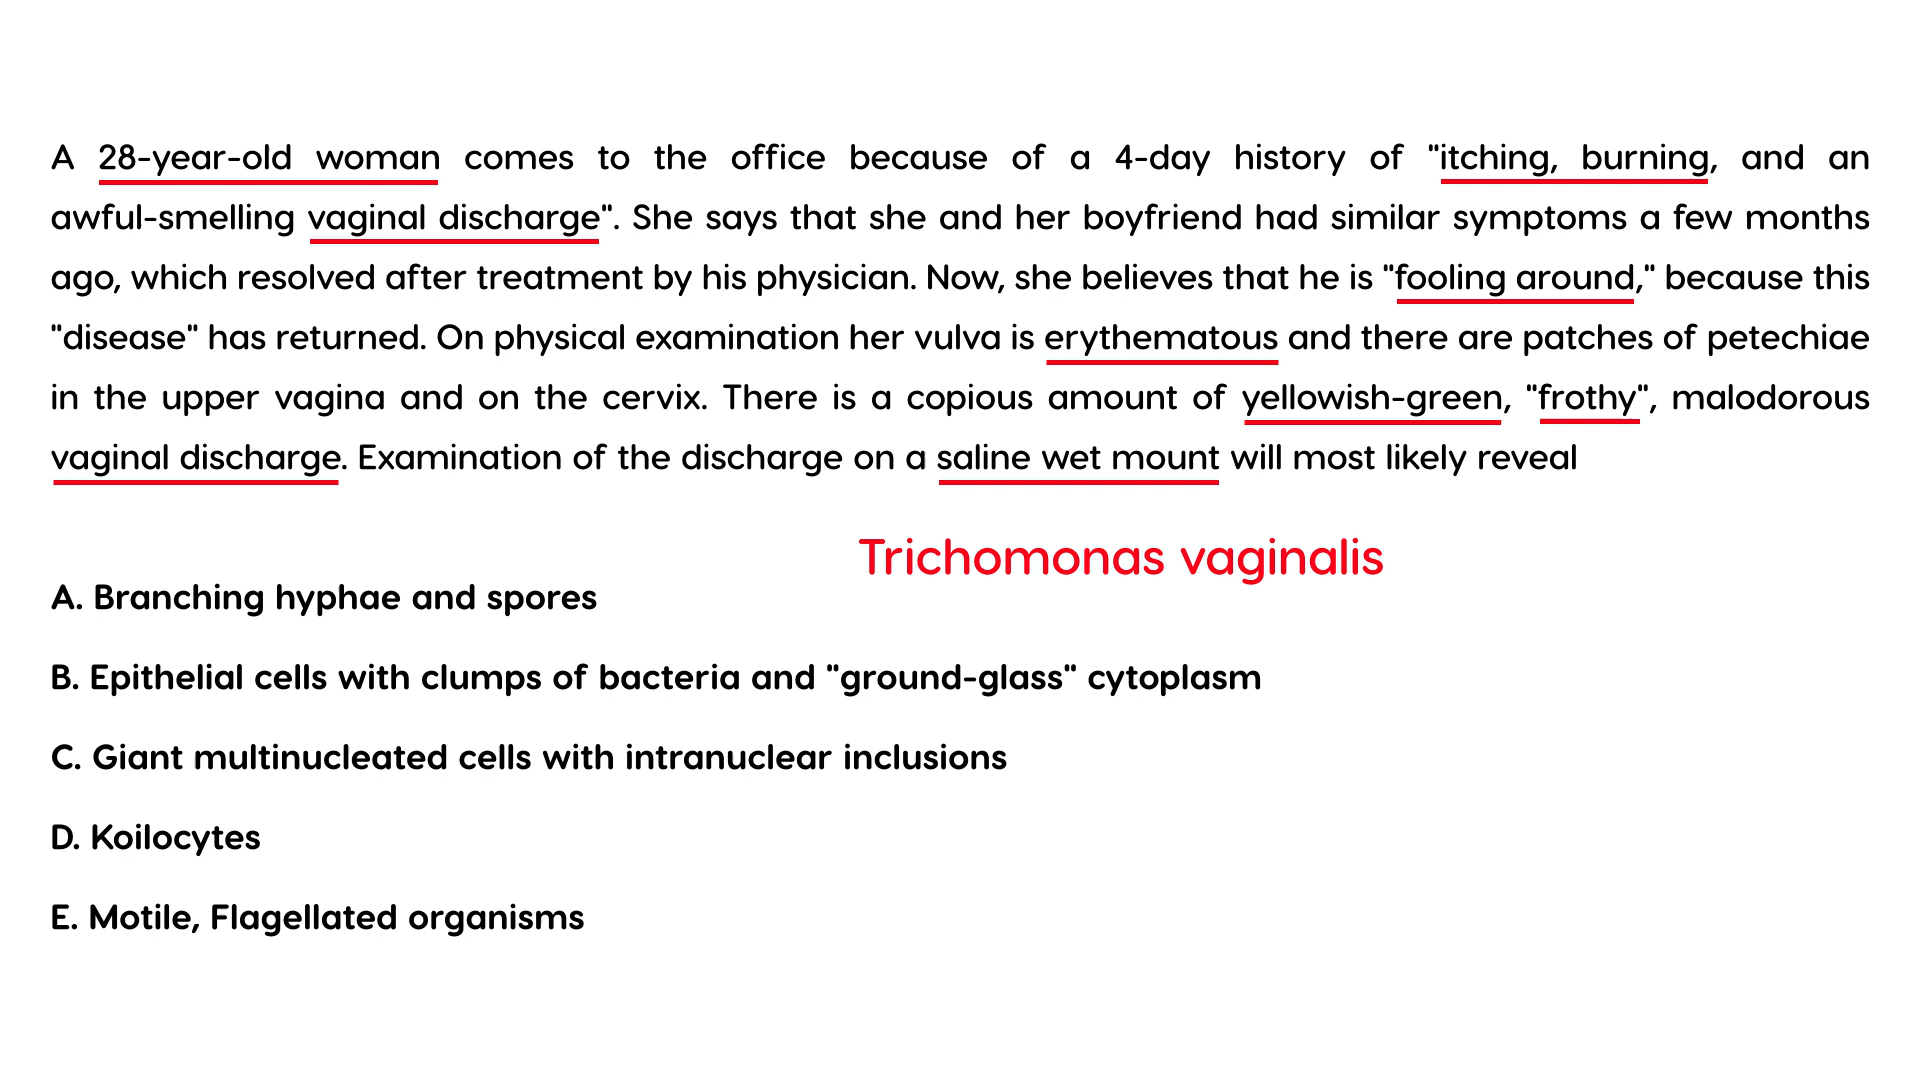 A 28-year-old woman comes to the office because of a 4-day history of "itching, burning, and an
awful-smelling vaginal discharge". She says that she and her boyfriend had similar symptoms a few months
ago, which resolved after treatment by his physician. Now, she believes that he is "fooling around," because this
"disease" has returned. On physical examination her vulva is erythematous and there are patches of petechiae
in the upper vagina and on the cervix. There is a copious amount of yellowish-green, "frothy", malodorous
vaginal discharge. Examination of the discharge on a saline wet mount will most likely reveal
Trichomonas vaginalis
A. Branching hyphae and spores
B. Epithelial cells with clumps of bacteria and "ground-glass" cytoplasm
C. Giant multinucleated cells with intranuclear inclusions
D. Koilocytes
E. Motile, Flagellated organisms